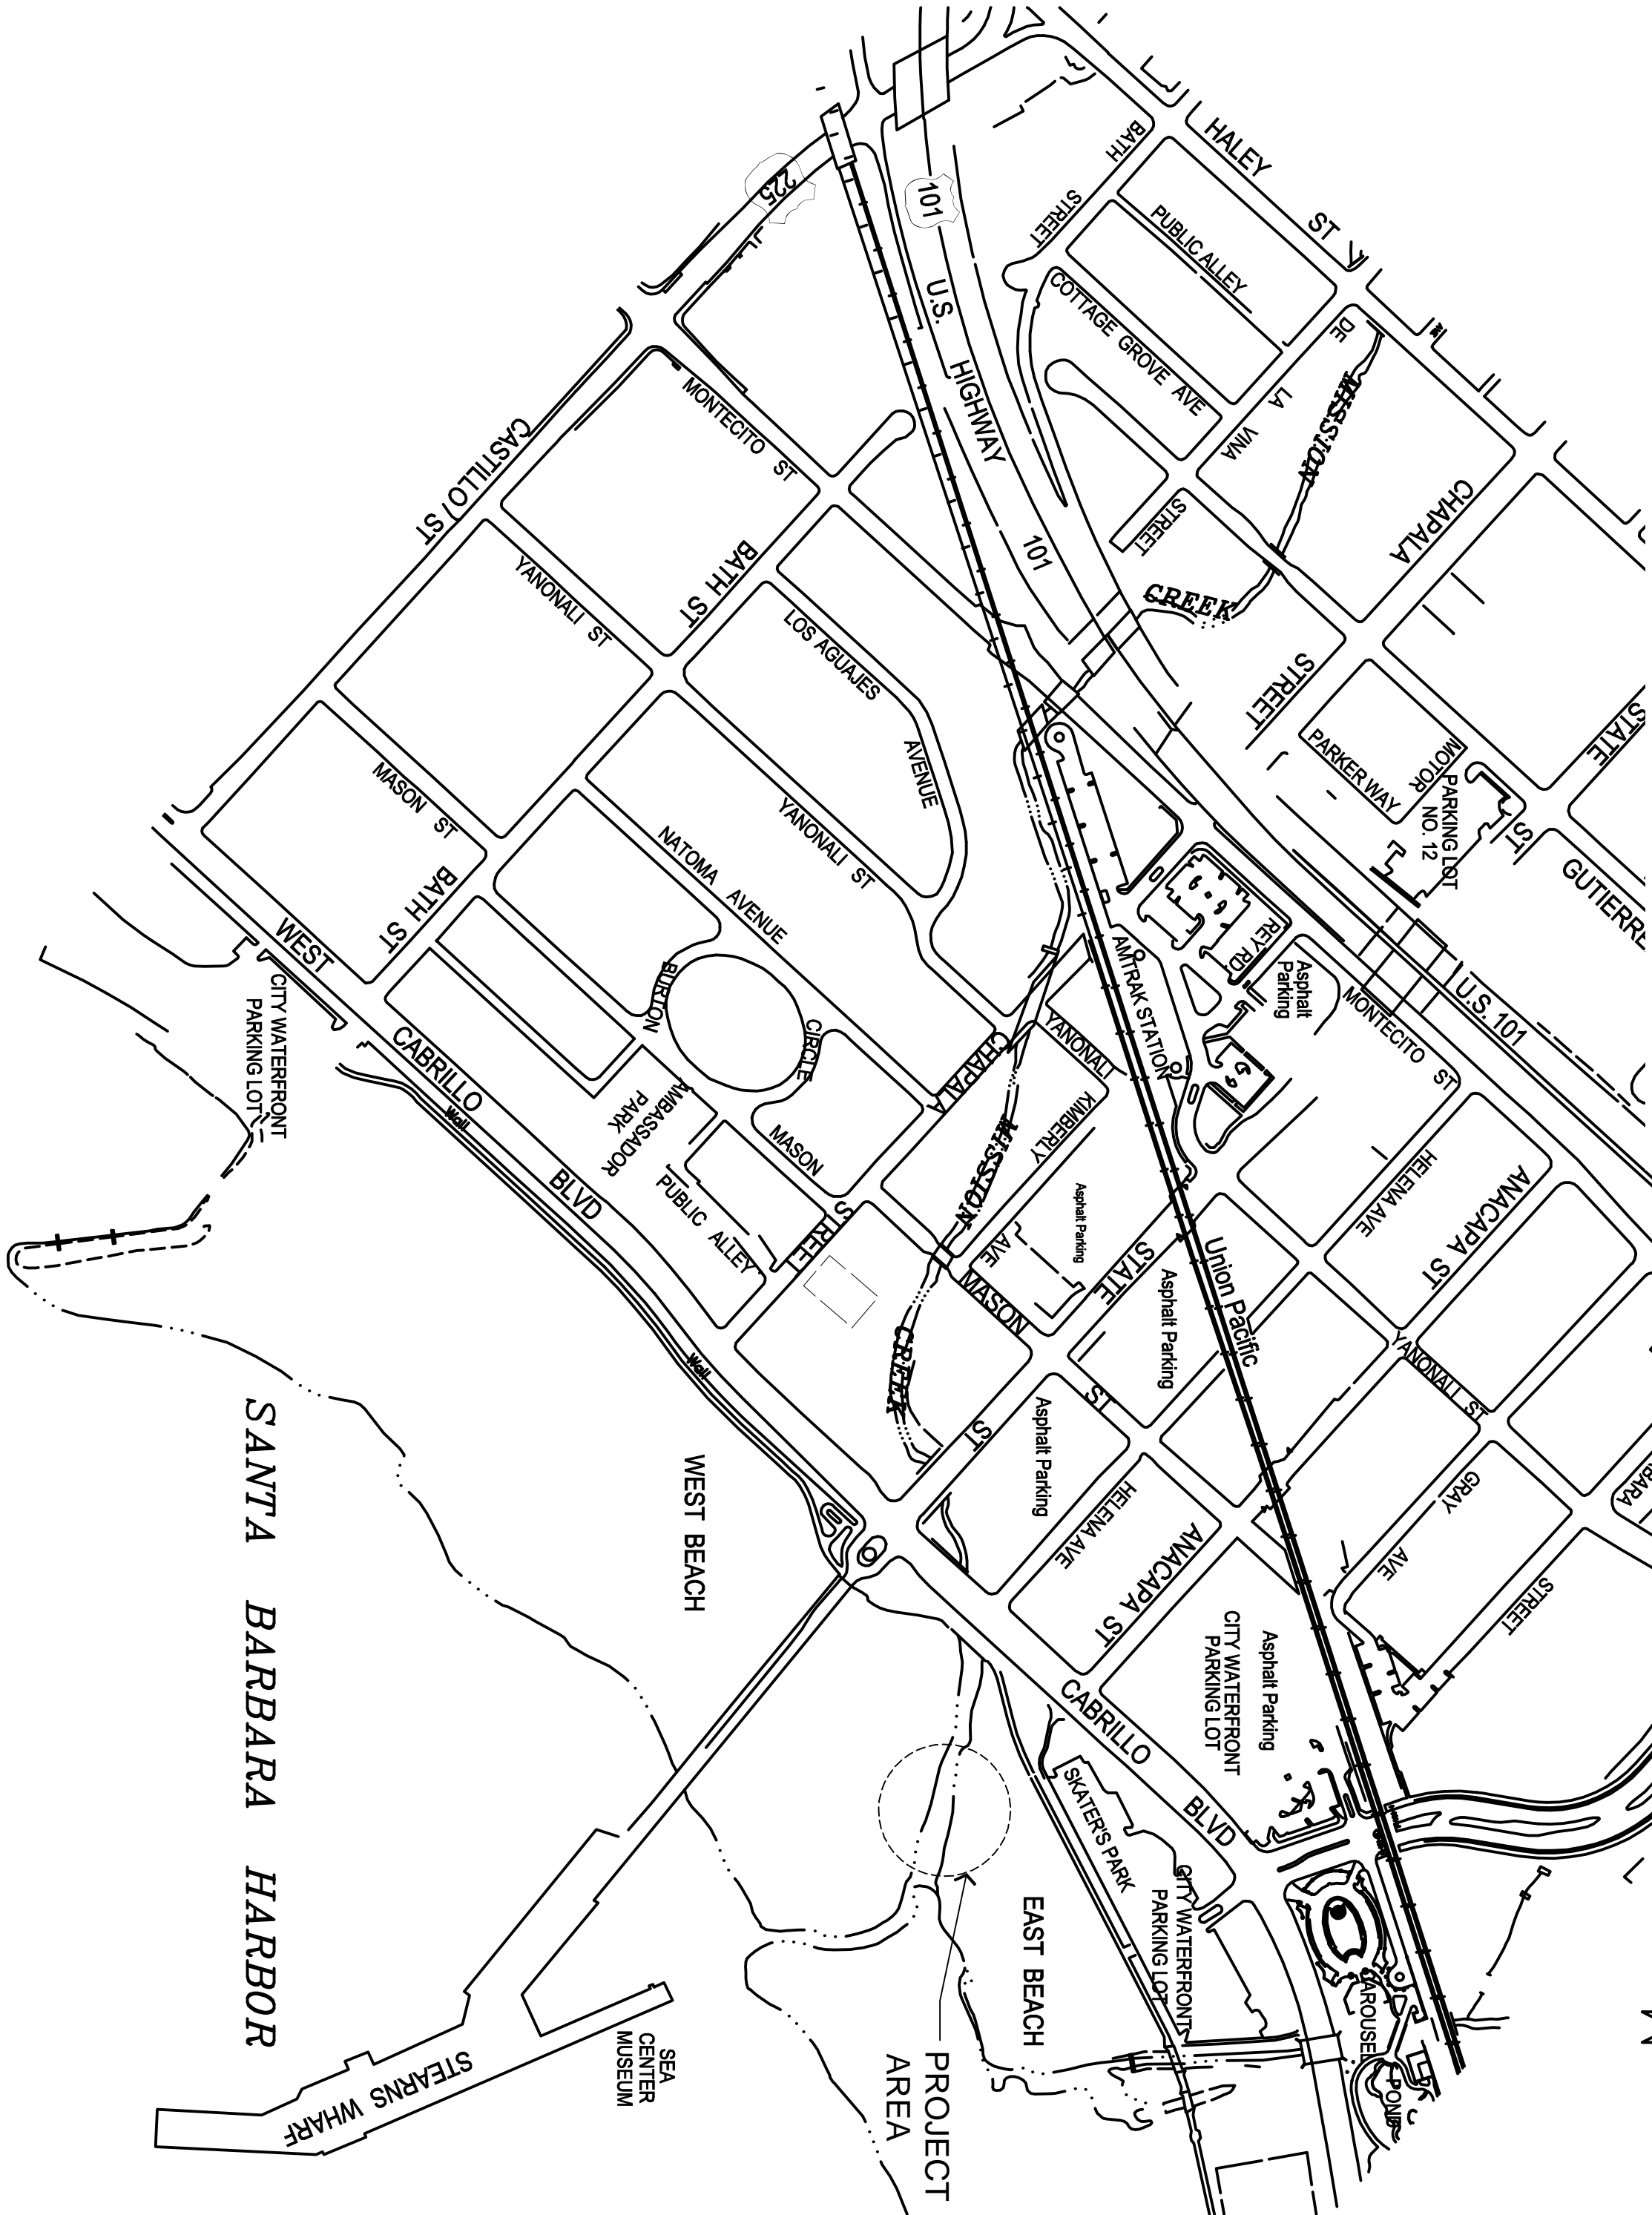 HALEY
ST
BATH
STREET
PUBLIC ALLEY
COTTAGE GROVE AVE
DE
LA
VINA
STREET
MISSION
CREEK
CHAPALA
STREET
STATE
ST
GUTIERRE
MOTOR
PARKER WAY
PARKING LOT
NO. 12
225
101
U.S.
HIGHWAY
101
U.S. 101
MONTECITO ST
CASTILLO ST
MONTECITO ST
BATH ST
YANONALI ST
LOS AGUAJES
AVENUE
MASON ST
BATH ST
NATOMA AVENUE
YANONALI ST
BURTON
CIRCLE
AMBASSADOR
PARK
MASON
STREET
PUBLIC ALLEY
WEST
CABRILLO
BLVD
CITY WATERFRONT
PARKING LOT
Wall
Wall
REY RD.
AMTRAK STATION
Asphalt
Parking
CHAPALA
YANONALI
KIMBERLY
AVE
MISSION
CREEK
MASON
ST
STATE
ST
Asphalt Parking
Asphalt Parking
Asphalt Parking
Union Pacific
HELENA AVE
ANACAPA ST
YANONALI ST
GRAY
AVE
BARA
STREET
HELENA AVE
ANACAPA ST
Asphalt Parking
CITY WATERFRONT
PARKING LOT
CABRILLO
BLVD
SKATER'S PARK
CITY WATERFRONT
PARKING LOT
AROUSEL
POND
WEST BEACH
EAST BEACH
PROJECT
AREA
SEA
CENTER
MUSEUM
STEARNS WHARF
SANTA BARBARA HARBOR